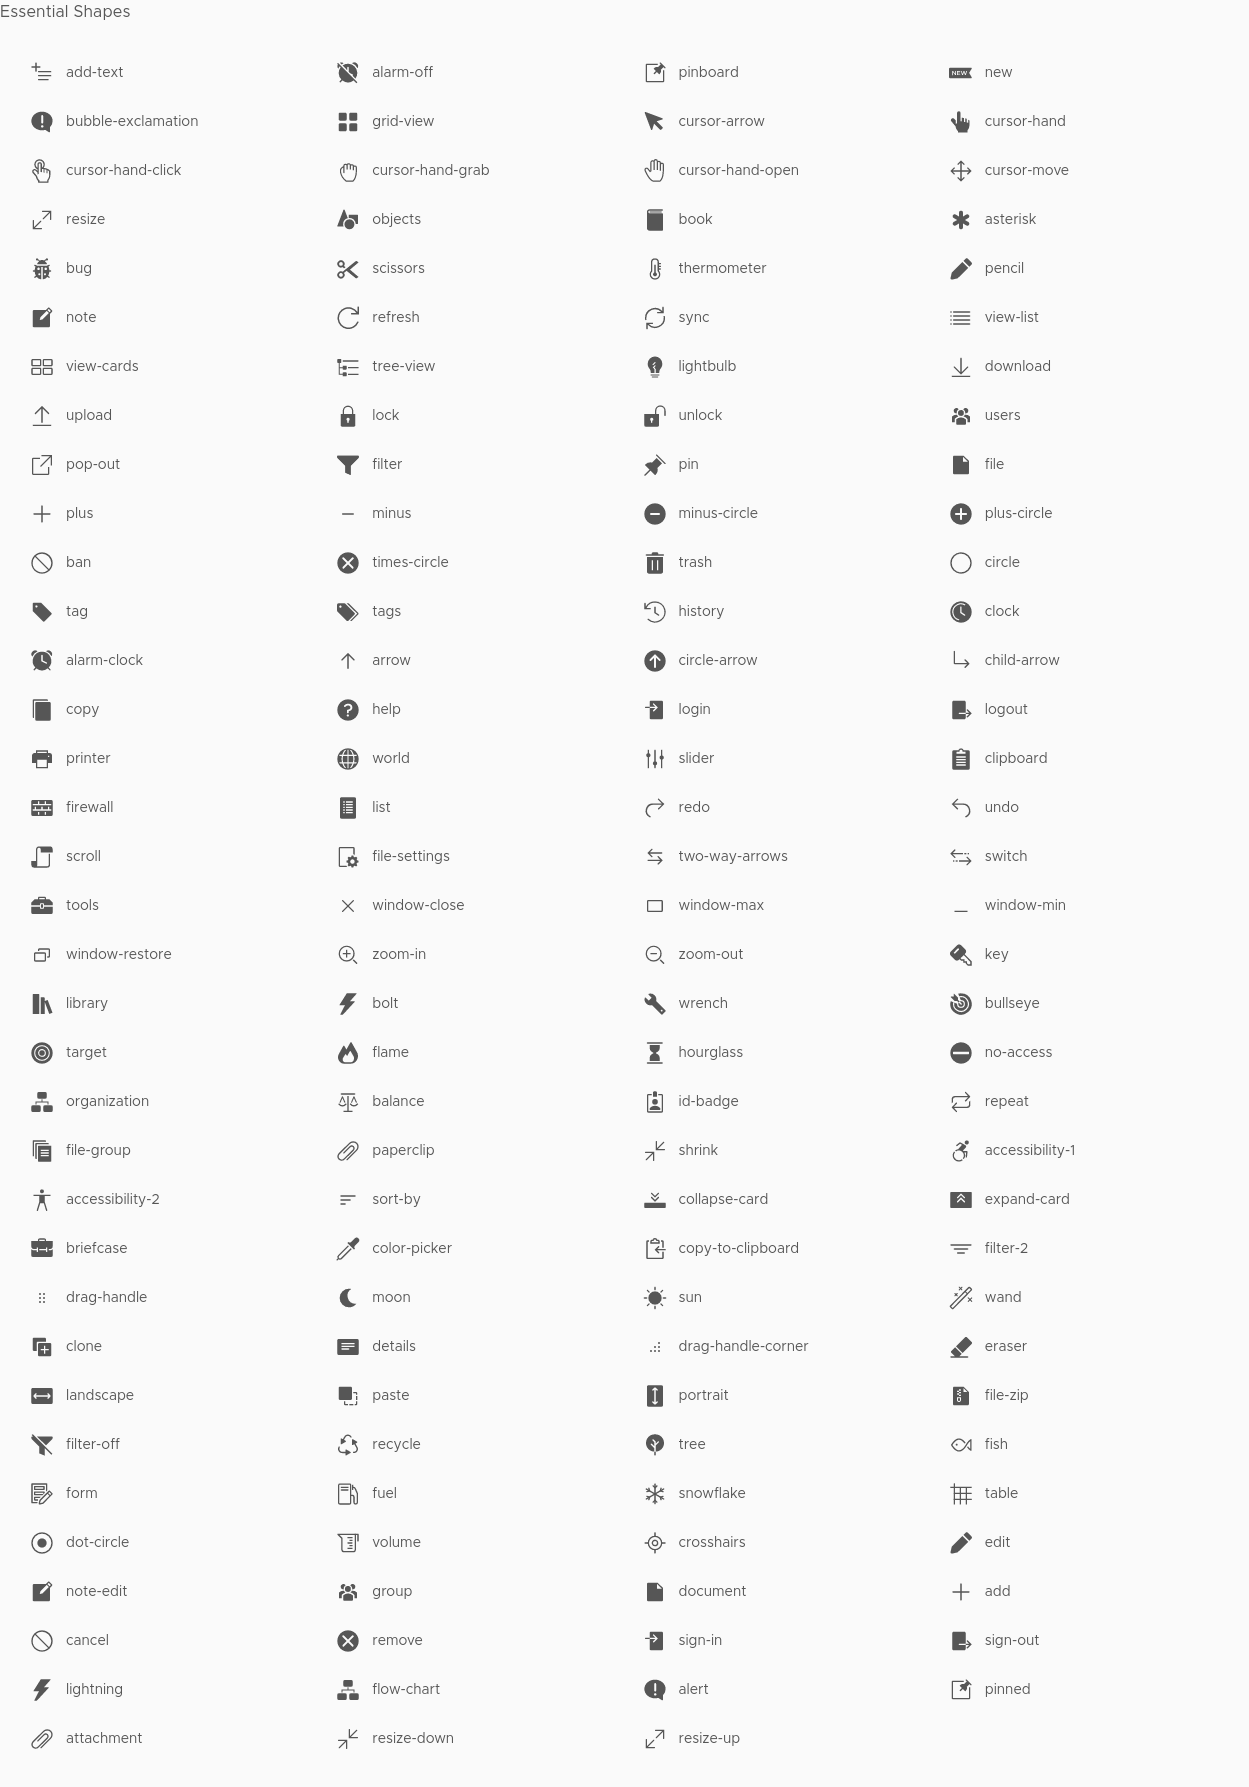 Essential Shapes
add-text alarm-off pinboard NEW new
bubble-exclamation grid-view cursor-arrow cursor-hand
cursor-hand-click cursor-hand-grab cursor-hand-open cursor-move
resize objects book asterisk
bug scissors thermometer pencil
note refresh sync view-list
view-cards tree-view lightbulb download
upload lock unlock users
pop-out filter pin file
plus minus minus-circle plus-circle
ban times-circle trash circle
tag tags history clock
alarm-clock arrow circle-arrow child-arrow
copy help login logout
printer world slider clipboard
firewall list redo undo
scroll file-settings two-way-arrows switch
tools window-close window-max window-min
window-restore zoom-in zoom-out key
library bolt wrench bullseye
target flame hourglass no-access
organization balance id-badge repeat
file-group paperclip shrink accessibility-1
accessibility-2 sort-by collapse-card expand-card
briefcase color-picker copy-to-clipboard filter-2
drag-handle moon sun wand
clone details drag-handle-corner eraser
landscape paste portrait file-zip
filter-off recycle tree fish
form fuel snowflake table
dot-circle volume crosshairs edit
note-edit group document add
cancel remove sign-in sign-out
lightning flow-chart alert pinned
attachment resize-down resize-up